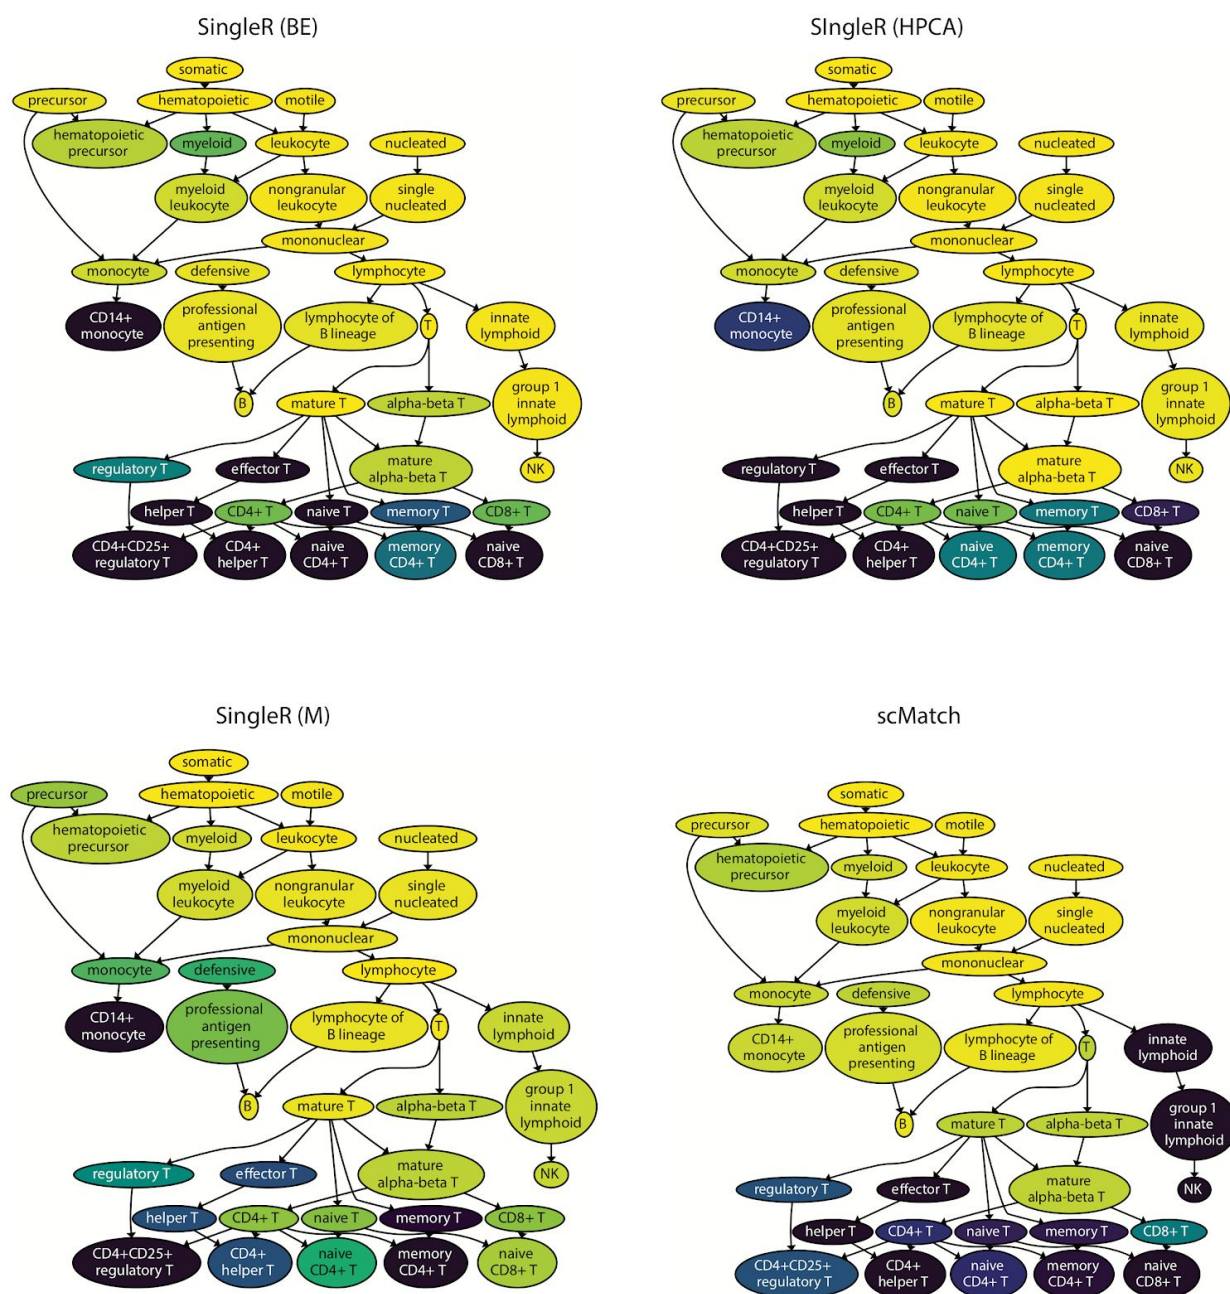 SingleR (BE)
somatic
precursor
hematopoietic
motile
hematopoietic
precursor
myeloid
leukocyte
nucleated
myeloid
leukocyte
nongranular
leukocyte
single
nucleated
mononuclear
monocyte
defensive
lymphocyte
CD14+
monocyte
professional
antigen
presenting
lymphocyte of
B lineage
T
innate
lymphoid
B
mature T
alpha-beta T
group 1
innate
lymphoid
regulatory T
effector T
mature
alpha-beta T
NK
helper T
CD4+ T
naive T
memory T
CD8+ T
CD4+CD25+
regulatory T
CD4+
helper T
naive
CD4+ T
memory
CD4+ T
naive
CD8+ T
SIngleR (HPCA)
somatic
precursor
hematopoietic
motile
hematopoietic
precursor
myeloid
leukocyte
nucleated
myeloid
leukocyte
nongranular
leukocyte
single
nucleated
mononuclear
monocyte
defensive
lymphocyte
CD14+
monocyte
professional
antigen
presenting
lymphocyte of
B lineage
T
innate
lymphoid
B
mature T
alpha-beta T
group 1
innate
lymphoid
regulatory T
effector T
mature
alpha-beta T
NK
helper T
CD4+ T
naive T
memory T
CD8+ T
CD4+CD25+
regulatory T
CD4+
helper T
naive
CD4+ T
memory
CD4+ T
naive
CD8+ T
SingleR (M)
somatic
precursor
hematopoietic
motile
hematopoietic
precursor
myeloid
leukocyte
nucleated
myeloid
leukocyte
nongranular
leukocyte
single
nucleated
mononuclear
monocyte
defensive
lymphocyte
CD14+
monocyte
professional
antigen
presenting
lymphocyte of
B lineage
T
innate
lymphoid
B
mature T
alpha-beta T
group 1
innate
lymphoid
regulatory T
effector T
mature
alpha-beta T
NK
helper T
CD4+ T
naive T
memory T
CD8+ T
CD4+CD25+
regulatory T
CD4+
helper T
naive
CD4+ T
memory
CD4+ T
naive
CD8+ T
scMatch
somatic
precursor
hematopoietic
motile
hematopoietic
precursor
myeloid
leukocyte
nucleated
myeloid
leukocyte
nongranular
leukocyte
single
nucleated
mononuclear
monocyte
defensive
lymphocyte
CD14+
monocyte
professional
antigen
presenting
lymphocyte of
B lineage
T
innate
lymphoid
B
mature T
alpha-beta T
group 1
innate
lymphoid
regulatory T
effector T
mature
alpha-beta T
NK
helper T
CD4+ T
naive T
memory T
CD8+ T
CD4+CD25+
regulatory T
CD4+
helper T
naive
CD4+ T
memory
CD4+ T
naive
CD8+ T